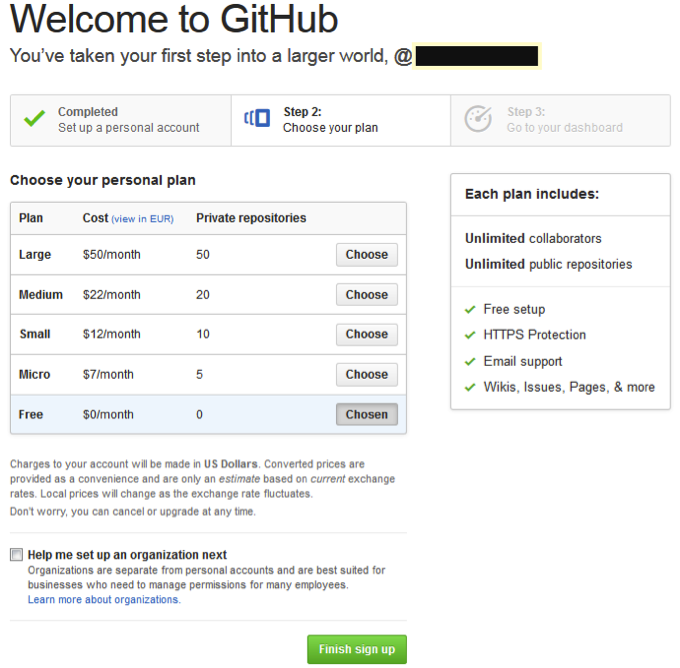 Welcome to GitHub
You've taken your first step into a larger world, @
Completed
Set up a personal account
Step 2:
Choose your plan
Step 3:
Go to your dashboard
Choose your personal plan
Plan Cost (view in EUR) Private repositories
Large $50/month 50 Choose
Medium $22/month 20 Choose
Small $12/month 10 Choose
Micro $7/month 5 Choose
Free $0/month 0 Chosen
Charges to your account will be made in US Dollars. Converted prices are
provided as a convenience and are only an estimate based on current exchange
rates. Local prices will change as the exchange rate fluctuates.
Don't worry, you can cancel or upgrade at any time.
Help me set up an organization next
Organizations are separate from personal accounts and are best suited for
businesses who need to manage permissions for many employees.
Learn more about organizations.
Finish sign up
Each plan includes:
Unlimited collaborators
Unlimited public repositories
Free setup
HTTPS Protection
Email support
Wikis, Issues, Pages, & more